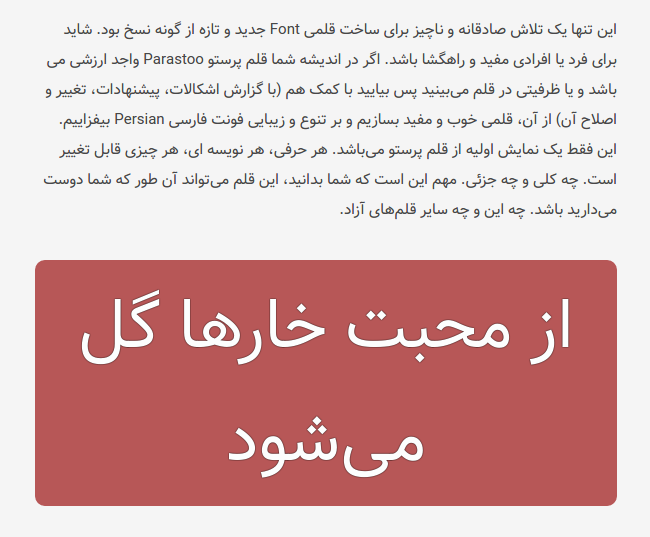 این تنها یک تلاش صادقانه و ناچیز برای ساخت قلمی Font جدید و تازه از گونه نسخ بود. شاید
برای فرد یا افرادی مفید و راهگشا باشد. اگر در اندیشه شما قلم پرستو Parastoo واجد ارزشی می
باشد و یا ظرفیتی در قلم می‌بینید پس بیایید با کمک هم (با گزارش اشکالات، پیشنهادات، تغییر و
اصلاح آن) از آن، قلمی خوب و مفید بسازیم و بر تنوع و زیبایی فونت فارسی Persian بیفزاییم.
این فقط یک نمایش اولیه از قلم پرستو می‌باشد. هر حرفی، هر نویسه ای، هر چیزی قابل تغییر
است. چه کلی و چه جزئی. مهم این است که شما بدانید، این قلم می‌تواند آن طور که شما دوست
می‌دارید باشد. چه این و چه سایر قلم‌های آزاد.
از محبت خارها گل
می‌شود